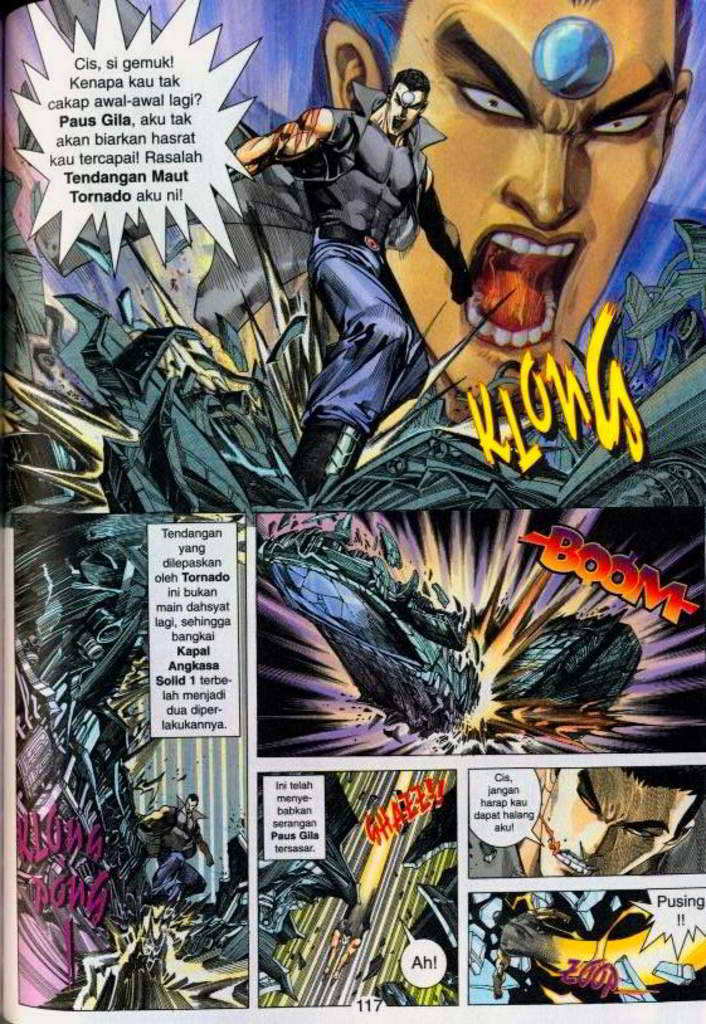 Cis, si gemuk!
Kenapa kau tak
cakap awal-awal lagi?
Paus Gila, aku tak
akan biarkan hasrat
kau tercapai! Rasalah
Tendangan Maut
Tornado aku ni!
KLONG
Tendangan
yang
dilepaskan
oleh Tornado
ini bukan
main dahsyat
lagi, sehingga
bangkai
Kapal
Angkasa
Solid 1 terbe-
lah menjadi
dua diper-
lakukannya.
KLONG
PONG
BOOM
Ini telah
menye-
babkan
serangan
Paus Gila
tersasar.
Ah!
Cis,
jangan
harap kau
dapat halang
aku!
Pusing
!!
ZOOP
117